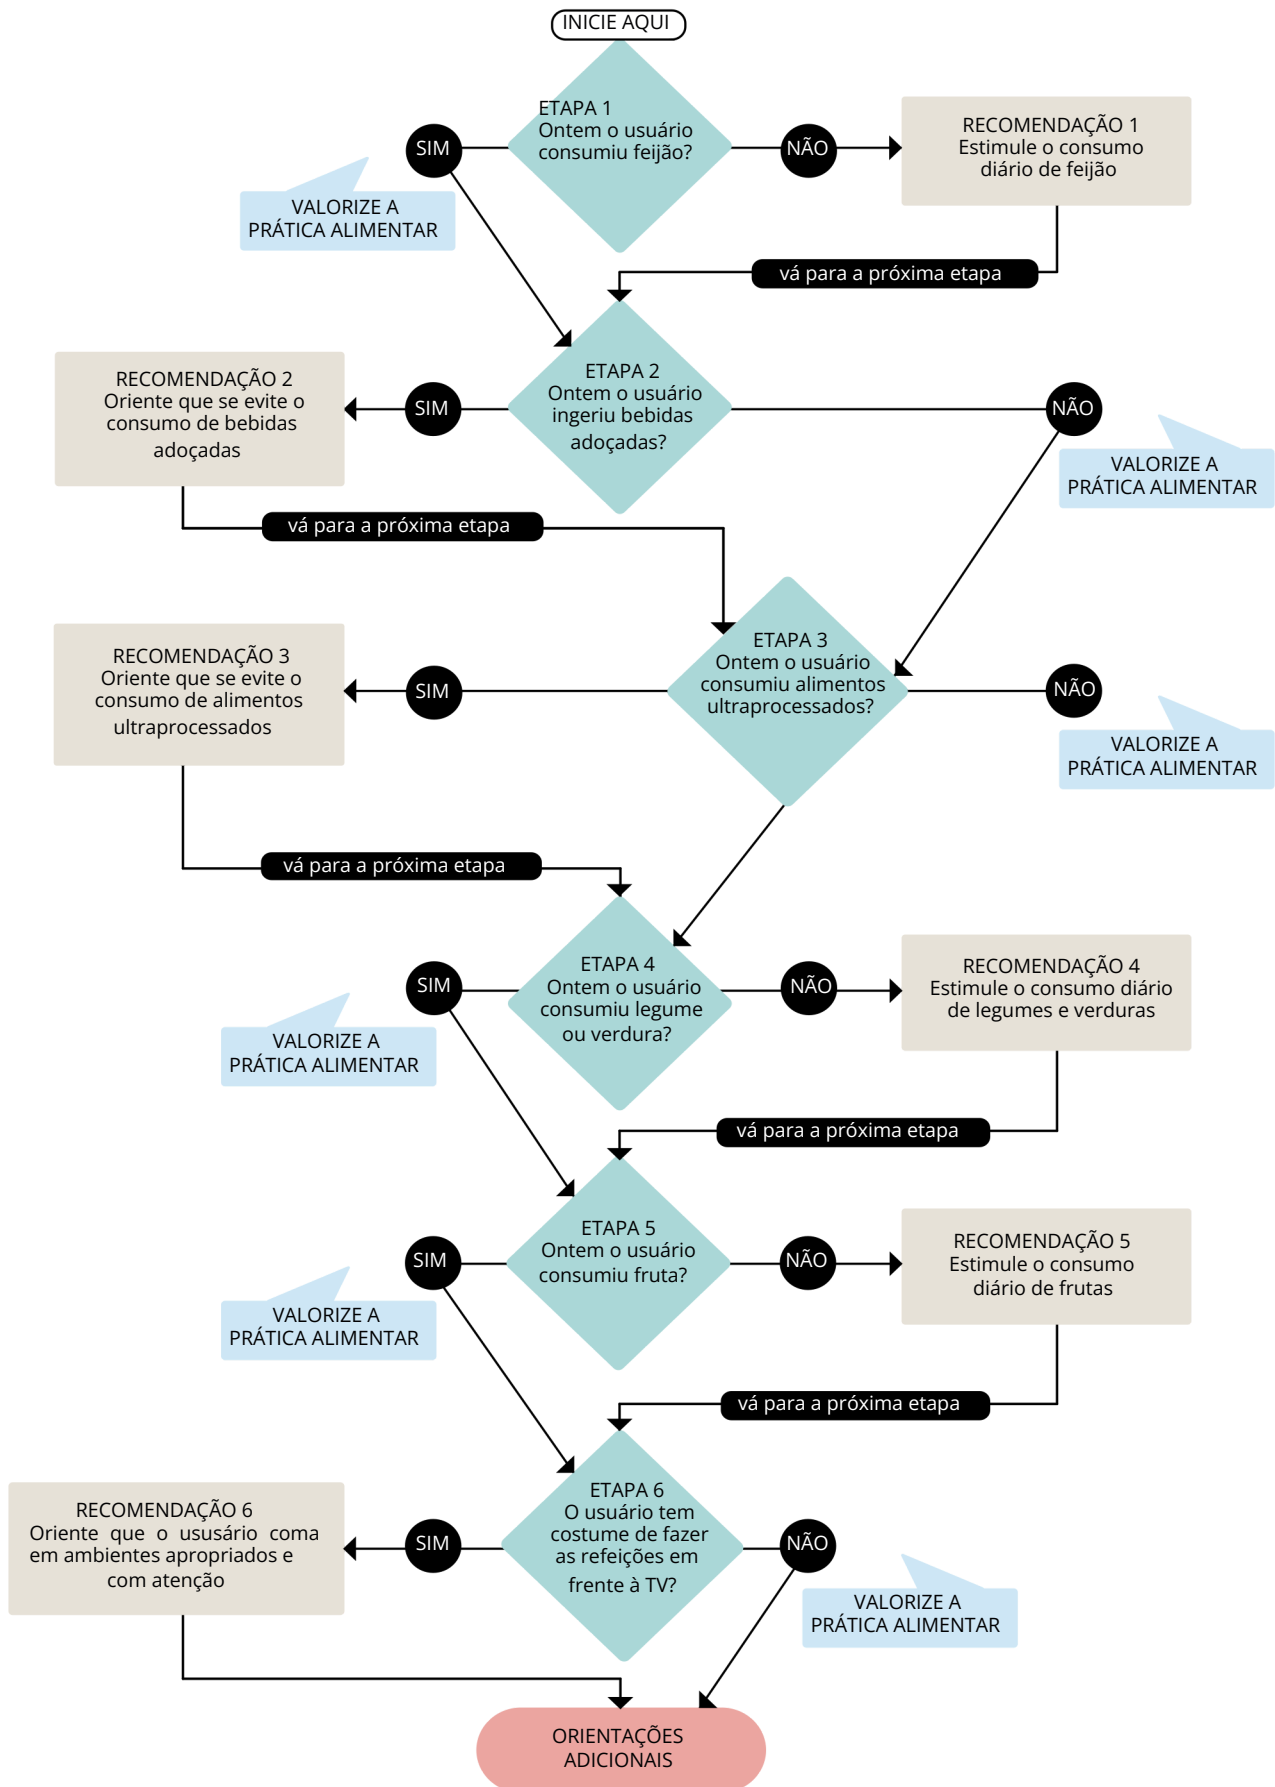 INICIE AQUI
ETAPA 1
Ontem o usuário
consumiu feijão?
SIM
NÃO
RECOMENDAÇÃO 1
Estimule o consumo
diário de feijão
VALORIZE A
PRÁTICA ALIMENTAR
vá para a próxima etapa
ETAPA 2
Ontem o usuário
ingeriu bebidas
adoçadas?
SIM
NÃO
RECOMENDAÇÃO 2
Oriente que se evite o
consumo de bebidas
adoçadas
VALORIZE A
PRÁTICA ALIMENTAR
vá para a próxima etapa
ETAPA 3
Ontem o usuário
consumiu alimentos
ultraprocessados?
SIM
NÃO
RECOMENDAÇÃO 3
Oriente que se evite o
consumo de alimentos
ultraprocessados
VALORIZE A
PRÁTICA ALIMENTAR
vá para a próxima etapa
ETAPA 4
Ontem o usuário
consumiu legume
ou verdura?
SIM
NÃO
RECOMENDAÇÃO 4
Estimule o consumo diário
de legumes e verduras
VALORIZE A
PRÁTICA ALIMENTAR
vá para a próxima etapa
ETAPA 5
Ontem o usuário
consumiu fruta?
SIM
NÃO
RECOMENDAÇÃO 5
Estimule o consumo
diário de frutas
VALORIZE A
PRÁTICA ALIMENTAR
vá para a próxima etapa
ETAPA 6
O usuário tem
costume de fazer
as refeições em
frente à TV?
SIM
NÃO
RECOMENDAÇÃO 6
Oriente que o ususário coma
em ambientes apropriados e
com atenção
VALORIZE A
PRÁTICA ALIMENTAR
ORIENTAÇÕES
ADICIONAIS